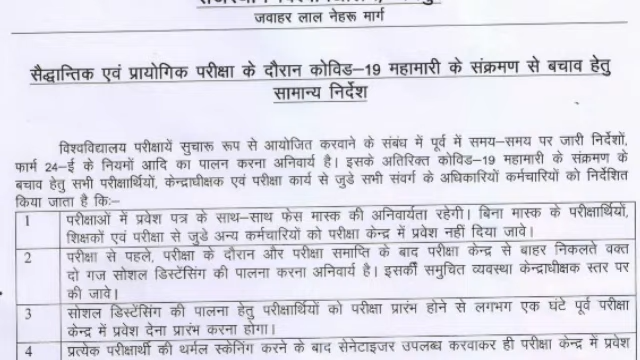 जवाहर लाल नेहरू मार्ग
सैद्धान्तिक एवं प्रायोगिक परीक्षा के दौरान कोविड–19 महामारी के संक्रमण से बचाव हेतु
सामान्य निर्देश
विश्वविद्यालय परीक्षायें सुचारू रूप से आयोजित करवाने के संबंध में पूर्व में समय–समय पर जारी निर्देशों,
फार्म 24–ई के नियमों आदि का पालन करना अनिवार्य है। इसके अतिरिक्त कोविड–19 महामारी के संक्रमण के
बचाव हेतु सभी परीक्षार्थियों, केन्द्राधीक्षक एवं परीक्षा कार्य से जुडे सभी संवर्ग के अधिकारियों कर्मचारियों को निर्देशित
किया जाता है कि:–
1 परीक्षाओं में प्रवेश पत्र के साथ–साथ फेस मास्क की अनिवार्यता रहेगी। बिना मास्क के परीक्षार्थियों,
शिक्षकों एवं परीक्षा से जुडे अन्य कर्मचारियों को परीक्षा केन्द्र में प्रवेश नहीं दिया जावे।
2 परीक्षा से पहले, परीक्षा के दौरान और परीक्षा समाप्ति के बाद परीक्षा केन्द्र से बाहर निकलते वक्त
दो गज सोशल डिस्टेंसिंग की पालना करना अनिवार्य है। इसकी समुचित व्यवस्था केन्द्राधीक्षक स्तर पर
की जावे।
3 सोशल डिस्टेंसिंग की पालना हेतु परीक्षार्थियों को परीक्षा प्रारंभ होने से लगभग एक घंटे पूर्व परीक्षा
केन्द्र में प्रवेश देना प्रारंभ करना होगा।
4 प्रत्येक परीक्षार्थी की थर्मल स्केनिंग करने के बाद सेनेटाइजर उपलब्ध करवाकर ही परीक्षा केन्द्र में प्रवेश